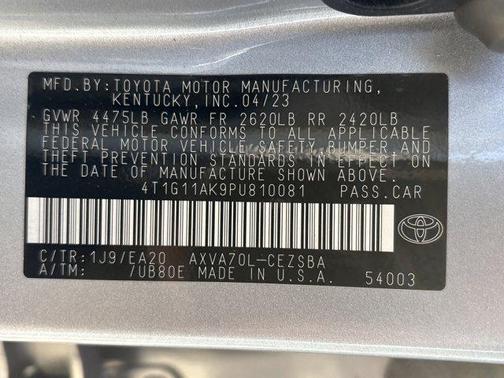 MFD.BY:TOYOTA MOTOR MANUFACTURING,
KENTUCKY,INC.04/23
GVWR 4475LB GAWR FR 2620LB RR 2420LB
THIS VEHICLE CONFORMS TO ALL APPLICABLE
FEDERAL MOTOR VEHICLE SAFETY,BUMPER,AND
THEFT PREVENTION STANDARDS IN EFFECT ON
THE DATE OF MANUFACTURE SHOWN ABOVE.
4T1G11AK9PU810081 PASS.CAR
C/TR:1J9/EA20 AXVA70L-CEZSBA
A/TM: /UB80E MADE IN U.S.A. 54003